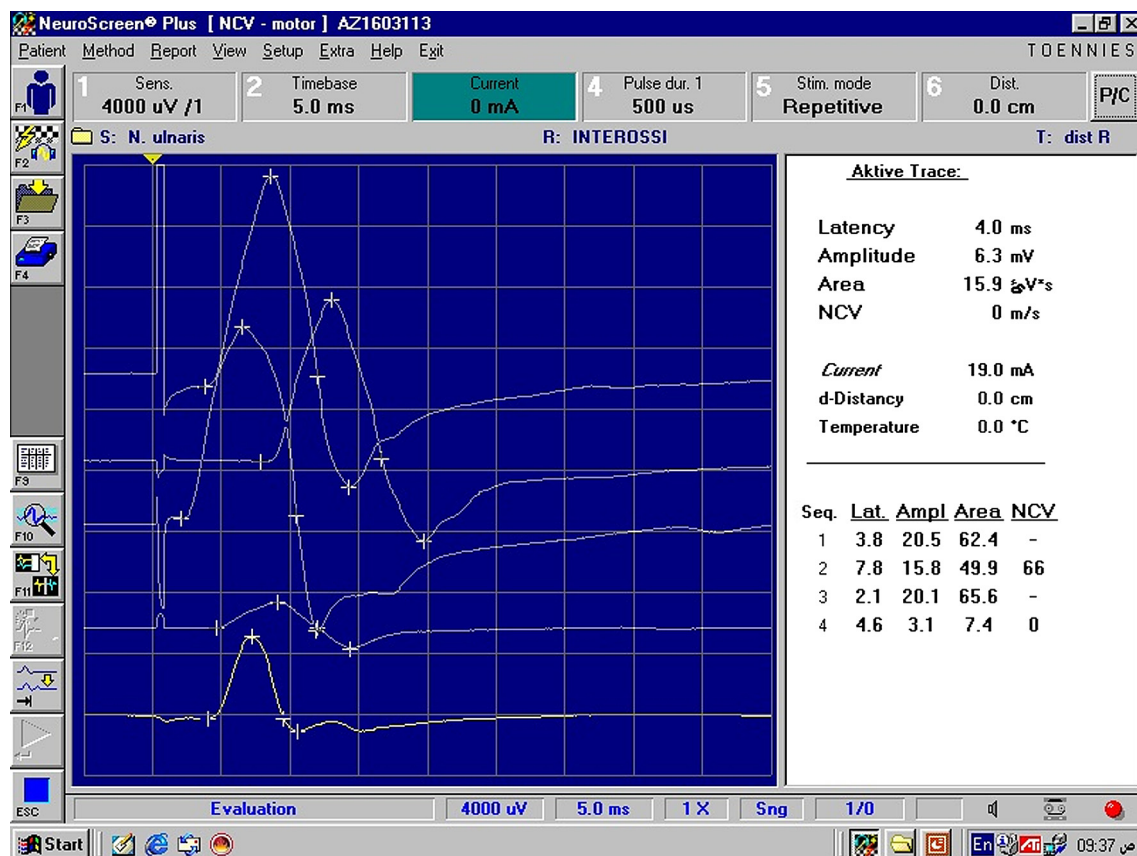 NeuroScreen® Plus [ NCV - motor ] AZ1603113
Patient Method Report View Setup Extra Help Exit TOENNIES
1 Sens. 4000 uV /1
2 Timebase 5.0 ms
Current 0 mA
4 Pulse dur. 1 500 us
5 Stim. mode Repetitive
6 Dist. 0.0 cm
P/C
F1
F2
F3
F4
F9
F10
F11
F12
ESC
S: N. ulnaris R: INTEROSSI T: dist R
Aktive Trace:
Latency 4.0 ms
Amplitude 6.3 mV
Area 15.9 وV*s
NCV 0 m/s
Current 19.0 mA
d-Distancy 0.0 cm
Temperature 0.0 °C
Seq. Lat. Ampl Area NCV
1 3.8 20.5 62.4 -
2 7.8 15.8 49.9 66
3 2.1 20.1 65.6 -
4 4.6 3.1 7.4 0
Evaluation 4000 uV 5.0 ms 1 X Sng 1/0
Start En 09:37 ص